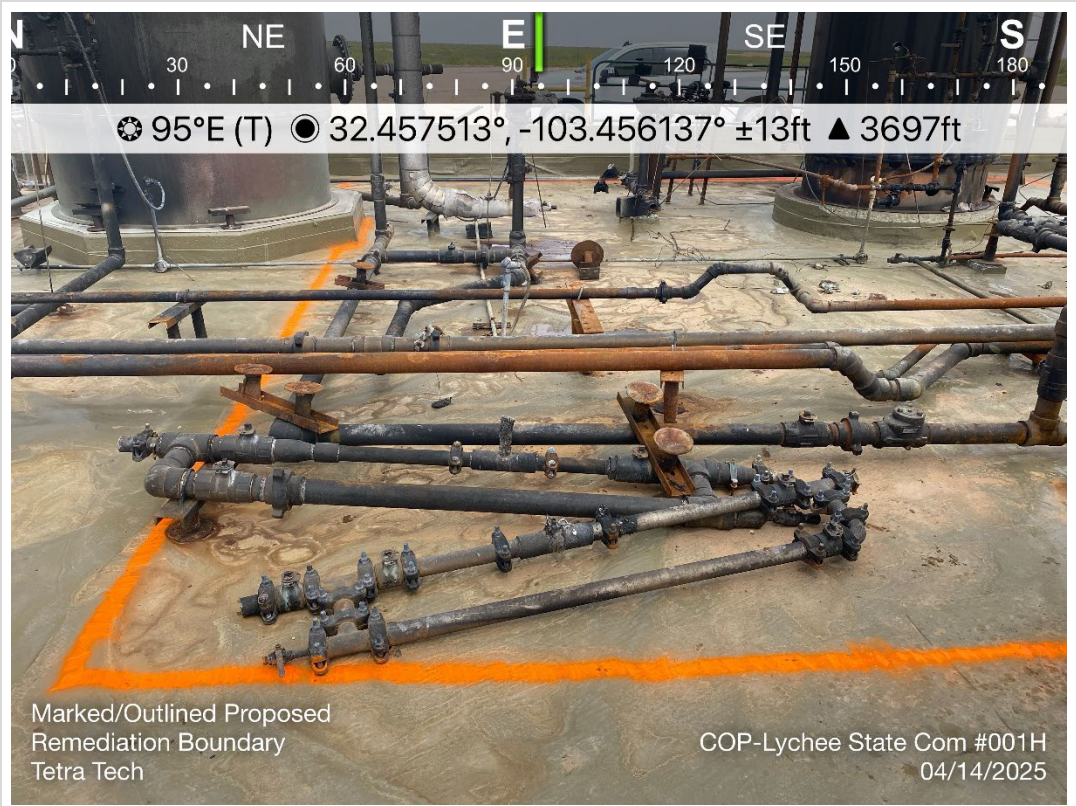 N NE E SE S
0 30 60 90 120 150 180
95°E (T) 32.457513°, -103.456137° ±13ft ▲ 3697ft
Marked/Outlined Proposed
Remediation Boundary
Tetra Tech
COP-Lychee State Com #001H
04/14/2025